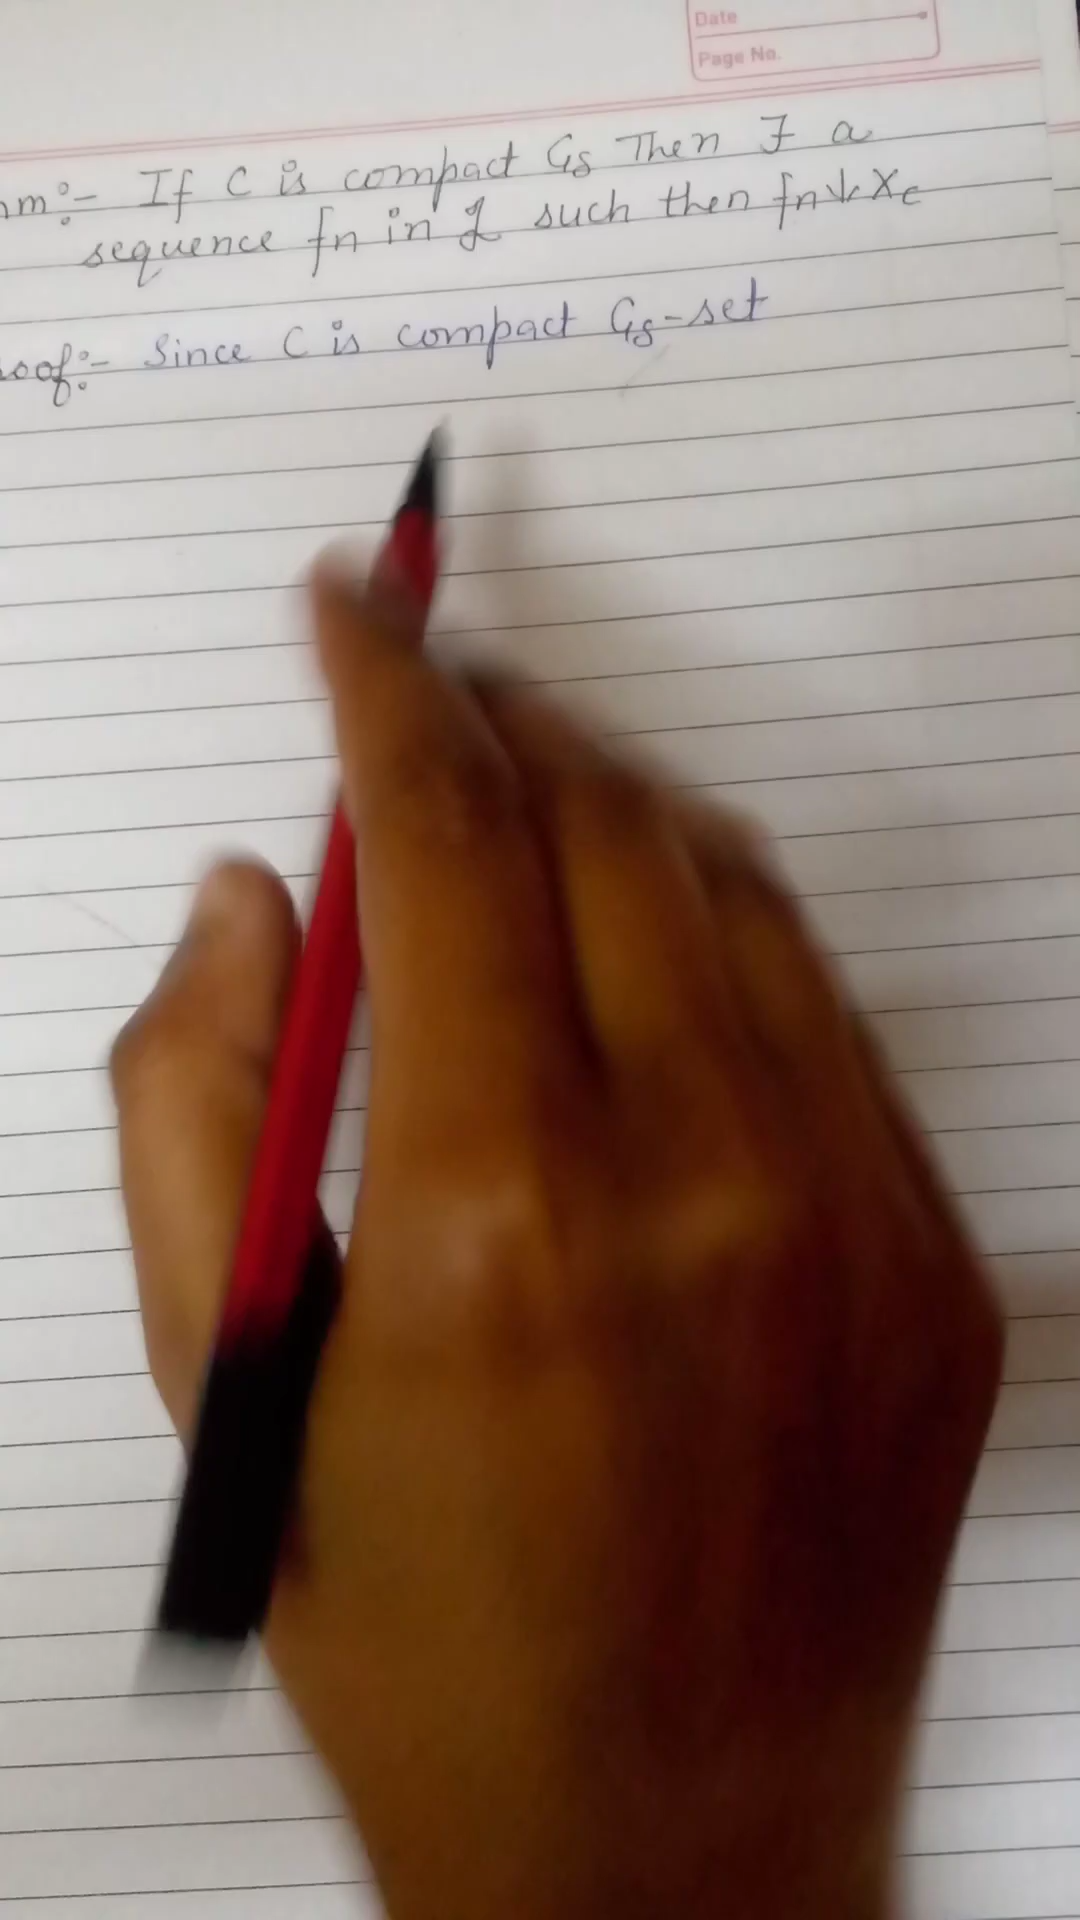 Date
Page No.
m:- If C is compact Gδ Then ∃ a
sequence fn in ℒ such then fn↓χc
oof:- Since C is compact Gδ-set